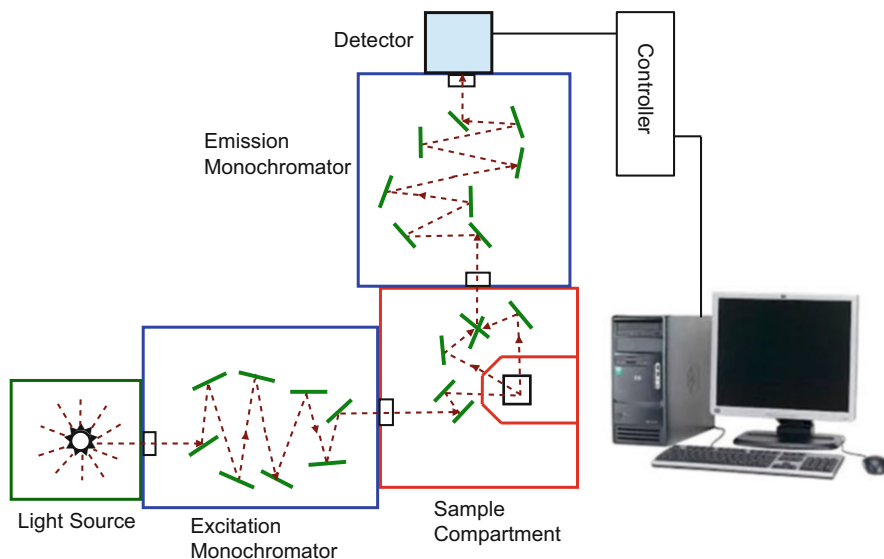 Detector
Controller
Emission
Monochromator
Light Source
Excitation
Monochromator
Sample
Compartment